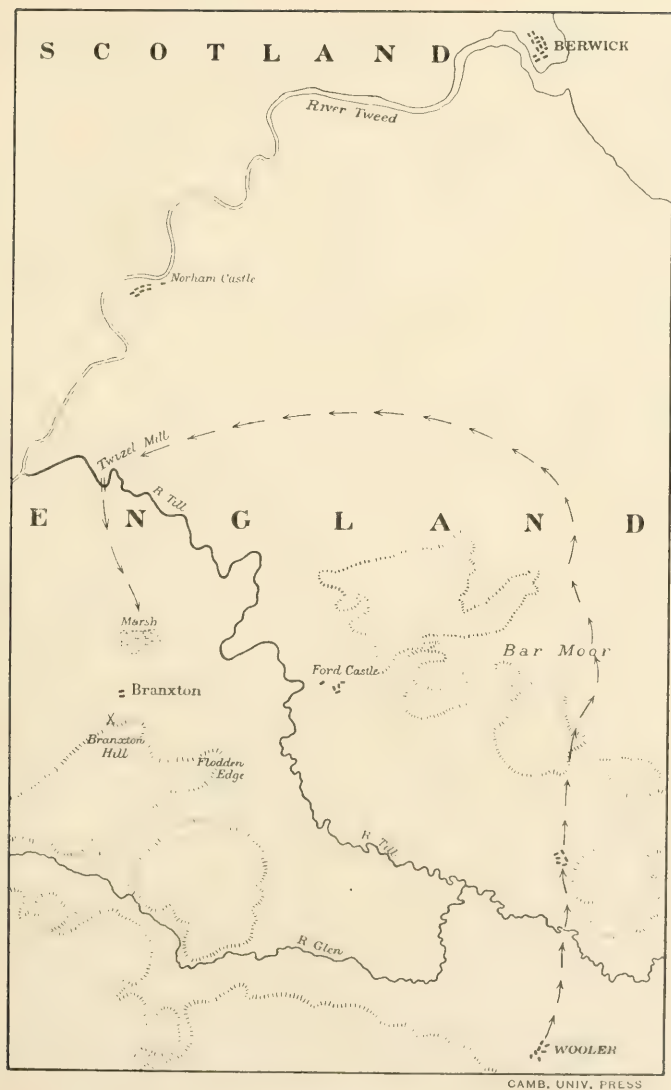 SCOTLAND
BERWICK
River Tweed
Norham Castle
Twizel Mill
R Till
ENGLAND
Marsh
Bar Moor
Ford Castle
Branxton
Branxton
Hill
Flodden
Edge
R Till
R Glen
WOOLER
CAMB. UNIV. PRESS